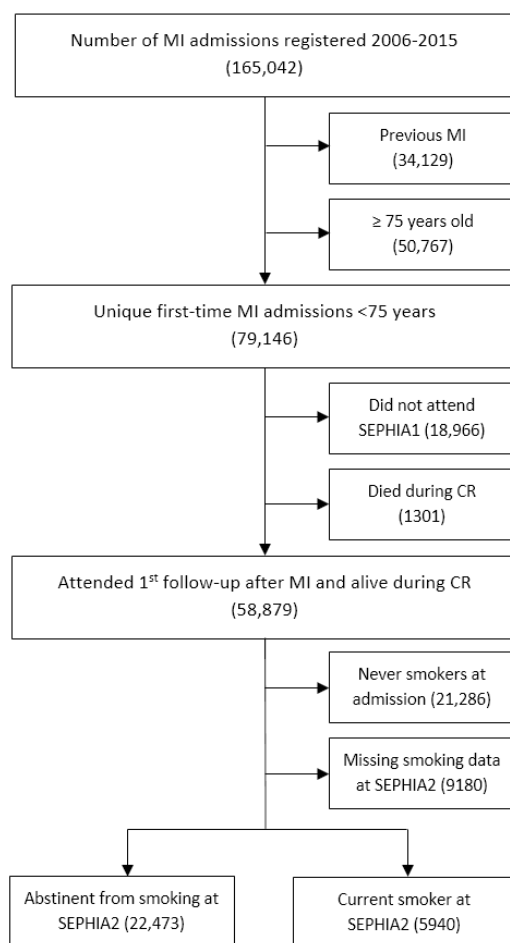 Number of MI admissions registered 2006-2015
(165,042)
Previous MI
(34,129)
≥ 75 years old
(50,767)
Unique first-time MI admissions <75 years
(79,146)
Did not attend
SEPHIA1 (18,966)
Died during CR
(1301)
Attended 1st follow-up after MI and alive during CR
(58,879)
Never smokers at
admission (21,286)
Missing smoking data
at SEPHIA2 (9180)
Abstinent from smoking at
SEPHIA2 (22,473)
Current smoker at
SEPHIA2 (5940)